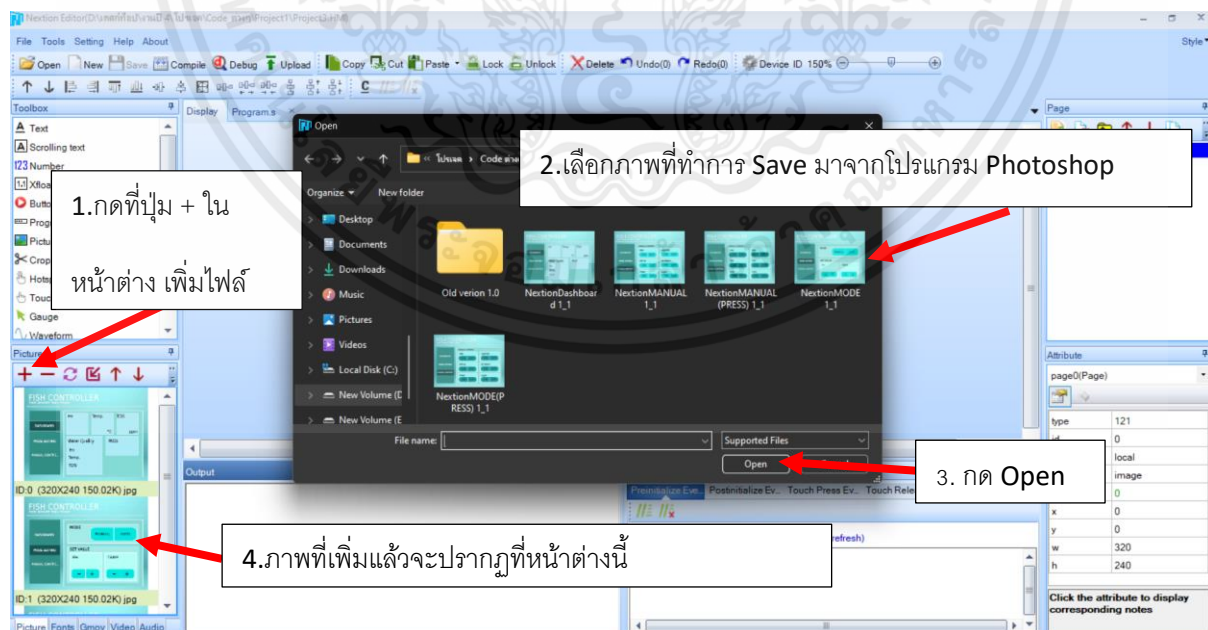 Nextion Editor(D:\
File Tools Setting Help About
Style
Open New Save Compile Debug Upload Copy Cut Paste Lock Unlock Delete Undo(0) Redo(0) Device ID 150%
Toolbox
Display Program.s
Page
A Text
A Scrolling text
123 Number
Waveform
Gauge
1.กดที่ปุ่ม + ใน
หน้าต่าง เพิ่มไฟล์
Open
2.เลือกภาพที่ทำการ Save มาจากโปรแกรม Photoshop
Organize New folder
Desktop
Documents
Downloads
Music
Pictures
Videos
Local Disk (C:)
New Volume (D
New Volume (E
Old verion 1.0
NextionDashboar
d 1_1
NextionMANUAL
1_1
NextionMANUAL
(PRESS) 1_1
NextionMODE
1_1
NextionMODE(P
RESS) 1_1
File name:
Supported Files
Open
3. กด Open
Picture
FISH CONTROLLER
ID:0 (320X240 150.02K) jpg
FISH CONTROLLER
MODE
SET VALUE
ID:1 (320X240 150.02K) jpg
Picture Fonts Gmov Video Audio
Output
Preinitialize Eve... Postinitialize Ev... Touch Press Ev... Touch Rele
refresh)
4.ภาพที่เพิ่มแล้วจะปรากฏที่หน้าต่างนี้
Attribute
page0(Page)
type 121
id 0
local
image
0
x 0
y 0
w 320
h 240
Click the attribute to display
corresponding notes